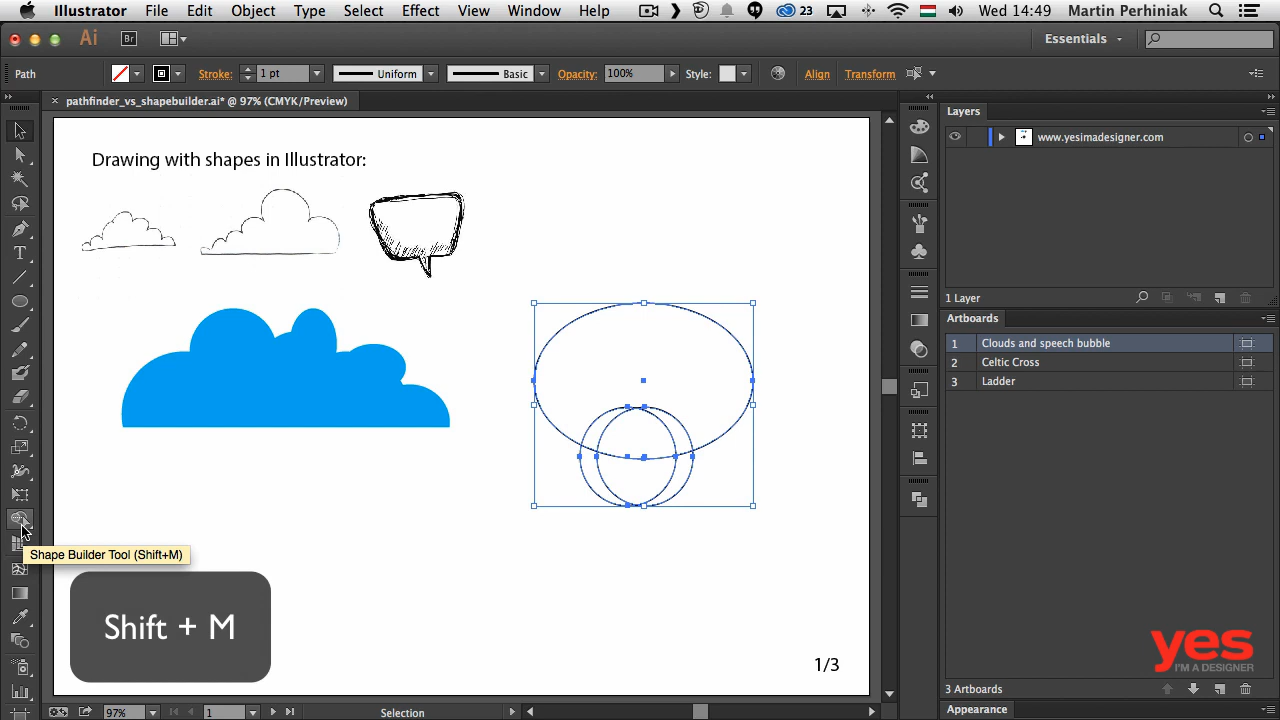 Illustrator File Edit Object Type Select Effect View Window Help 23 Wed 14:49 Martin Perhiniak
Ai Br Essentials
Path Stroke: 1 pt Uniform Basic Opacity: 100% Style: Align Transform
× pathfinder_vs_shapebuilder.ai* @ 97% (CMYK/Preview)
Layers
www.yesimadesigner.com
Drawing with shapes in Illustrator:
1 Layer
Artboards
1 Clouds and speech bubble
2 Celtic Cross
3 Ladder
Shape Builder Tool (Shift+M)
Shift + M
yes
I'M A DESIGNER
1/3
3 Artboards
97% 1 Selection
Appearance